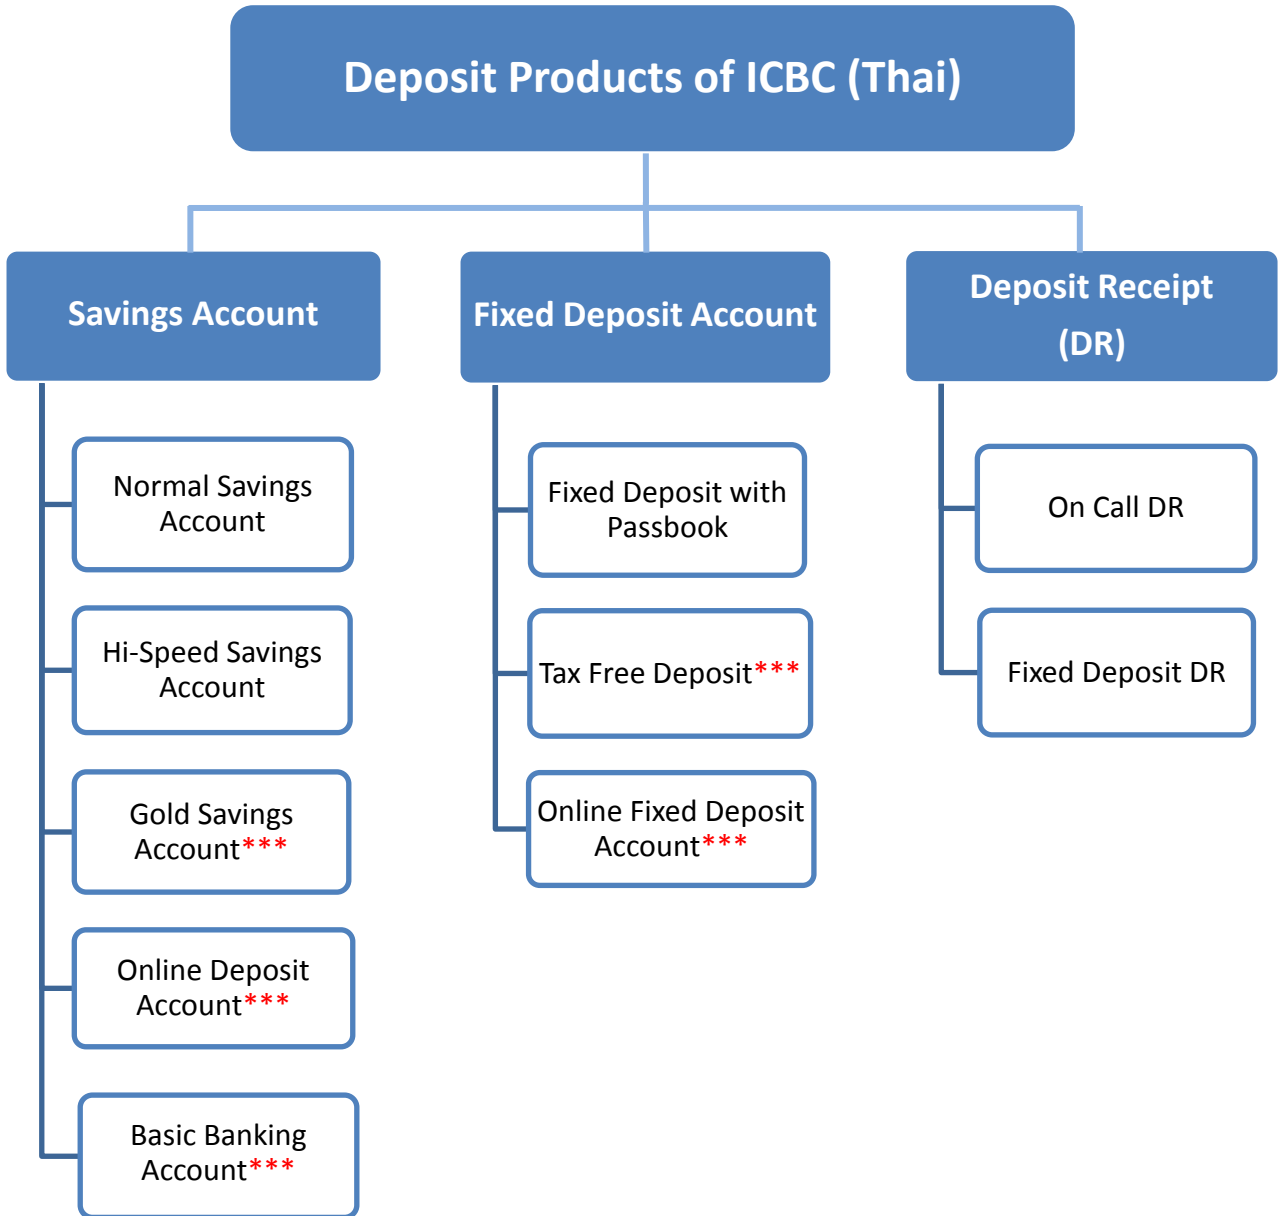 Deposit Products of ICBC (Thai)
Savings Account
Normal Savings
Account
Hi-Speed Savings
Account
Gold Savings
Account***
Online Deposit
Account***
Basic Banking
Account***
Fixed Deposit Account
Fixed Deposit with
Passbook
Tax Free Deposit***
Online Fixed Deposit
Account***
Deposit Receipt
(DR)
On Call DR
Fixed Deposit DR